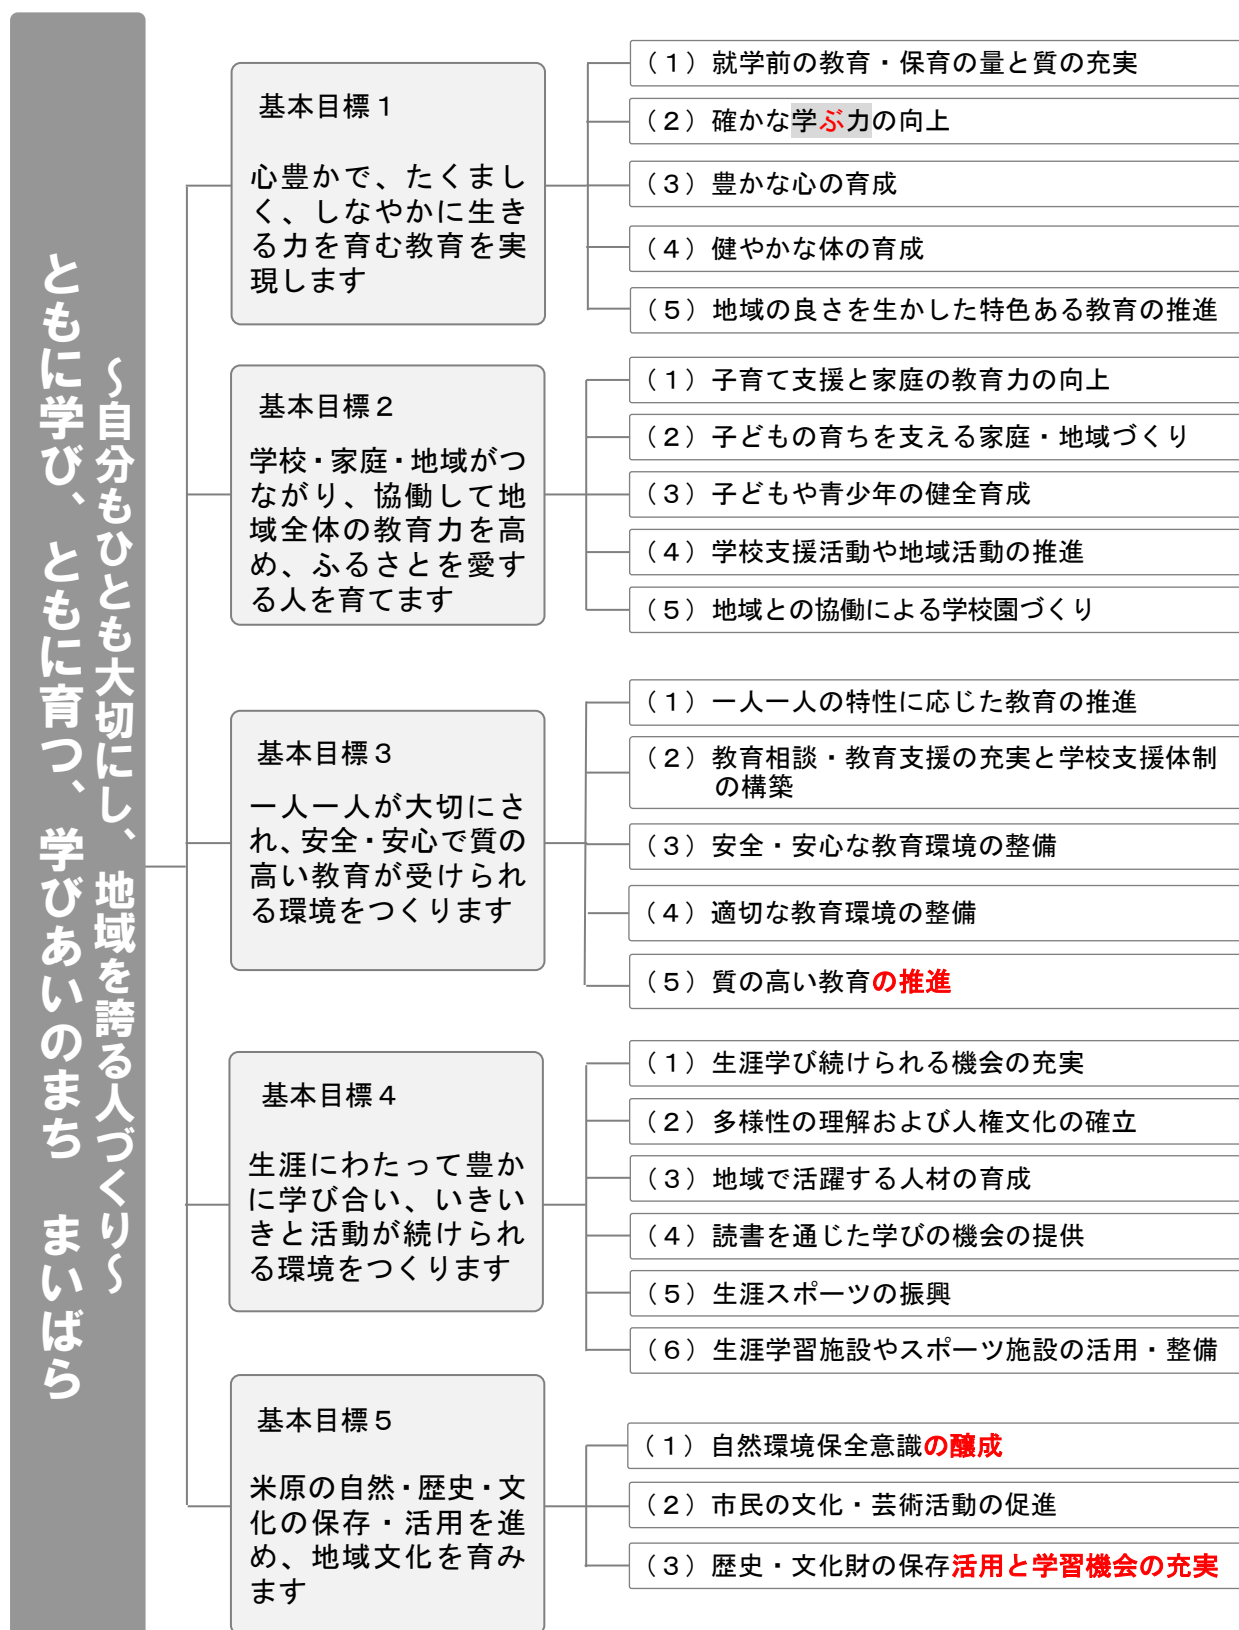 ともに学び、ともに育つ、学びあいのまち　まいばら
～自分もひとも大切にし、地域を誇る人づくり～
基本目標１
心豊かで、たくまし
く、しなやかに生き
る力を育む教育を実
現します
（１）就学前の教育・保育の量と質の充実
（２）確かな学ぶ力の向上
（３）豊かな心の育成
（４）健やかな体の育成
（５）地域の良さを生かした特色ある教育の推進
基本目標２
学校・家庭・地域がつ
ながり、協働して地
域全体の教育力を高
め、ふるさとを愛す
る人を育てます
（１）子育て支援と家庭の教育力の向上
（２）子どもの育ちを支える家庭・地域づくり
（３）子どもや青少年の健全育成
（４）学校支援活動や地域活動の推進
（５）地域との協働による学校園づくり
基本目標３
一人一人が大切にさ
れ、安全・安心で質の
高い教育が受けられ
る環境をつくります
（１）一人一人の特性に応じた教育の推進
（２）教育相談・教育支援の充実と学校支援体制
の構築
（３）安全・安心な教育環境の整備
（４）適切な教育環境の整備
（５）質の高い教育の推進
基本目標４
生涯にわたって豊か
に学び合い、いきい
きと活動が続けられ
る環境をつくります
（１）生涯学び続けられる機会の充実
（２）多様性の理解および人権文化の確立
（３）地域で活躍する人材の育成
（４）読書を通じた学びの機会の提供
（５）生涯スポーツの振興
（６）生涯学習施設やスポーツ施設の活用・整備
基本目標５
米原の自然・歴史・文
化の保存・活用を進
め、地域文化を育み
ます
（１）自然環境保全意識の醸成
（２）市民の文化・芸術活動の促進
（３）歴史・文化財の保存活用と学習機会の充実